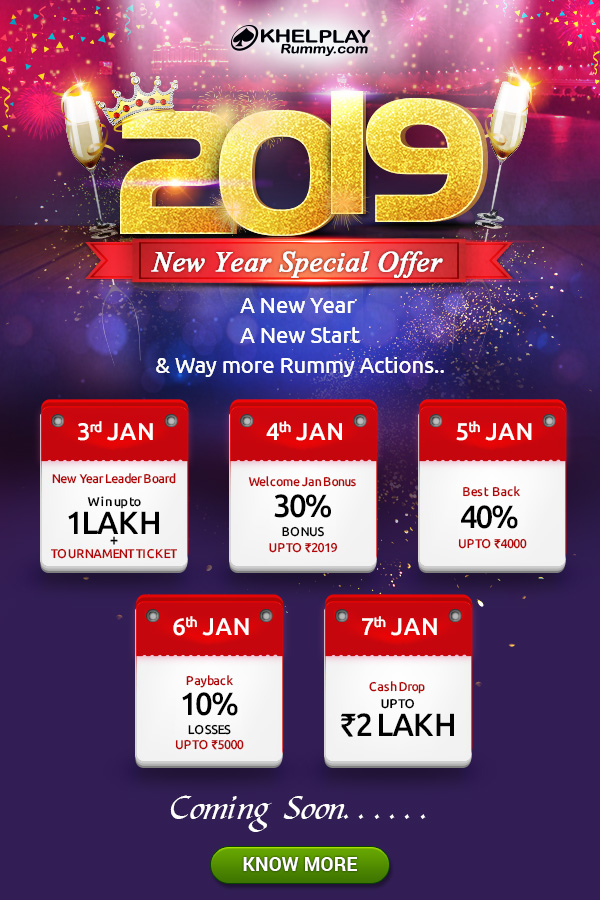 KHELPLAY
Rummy.com
2019
New Year Special Offer
A New Year
A New Start
& Way more Rummy Actions..
3rd JAN
New Year Leader Board
Win upto
1LAKH
+
TOURNAMENT TICKET
4th JAN
Welcome Jan Bonus
30%
BONUS
UPTO ₹2019
5th JAN
Best Back
40%
UPTO ₹4000
6th JAN
Payback
10%
LOSSES
UPTO ₹5000
7th JAN
Cash Drop
UPTO
₹2 LAKH
Coming Soon......
KNOW MORE